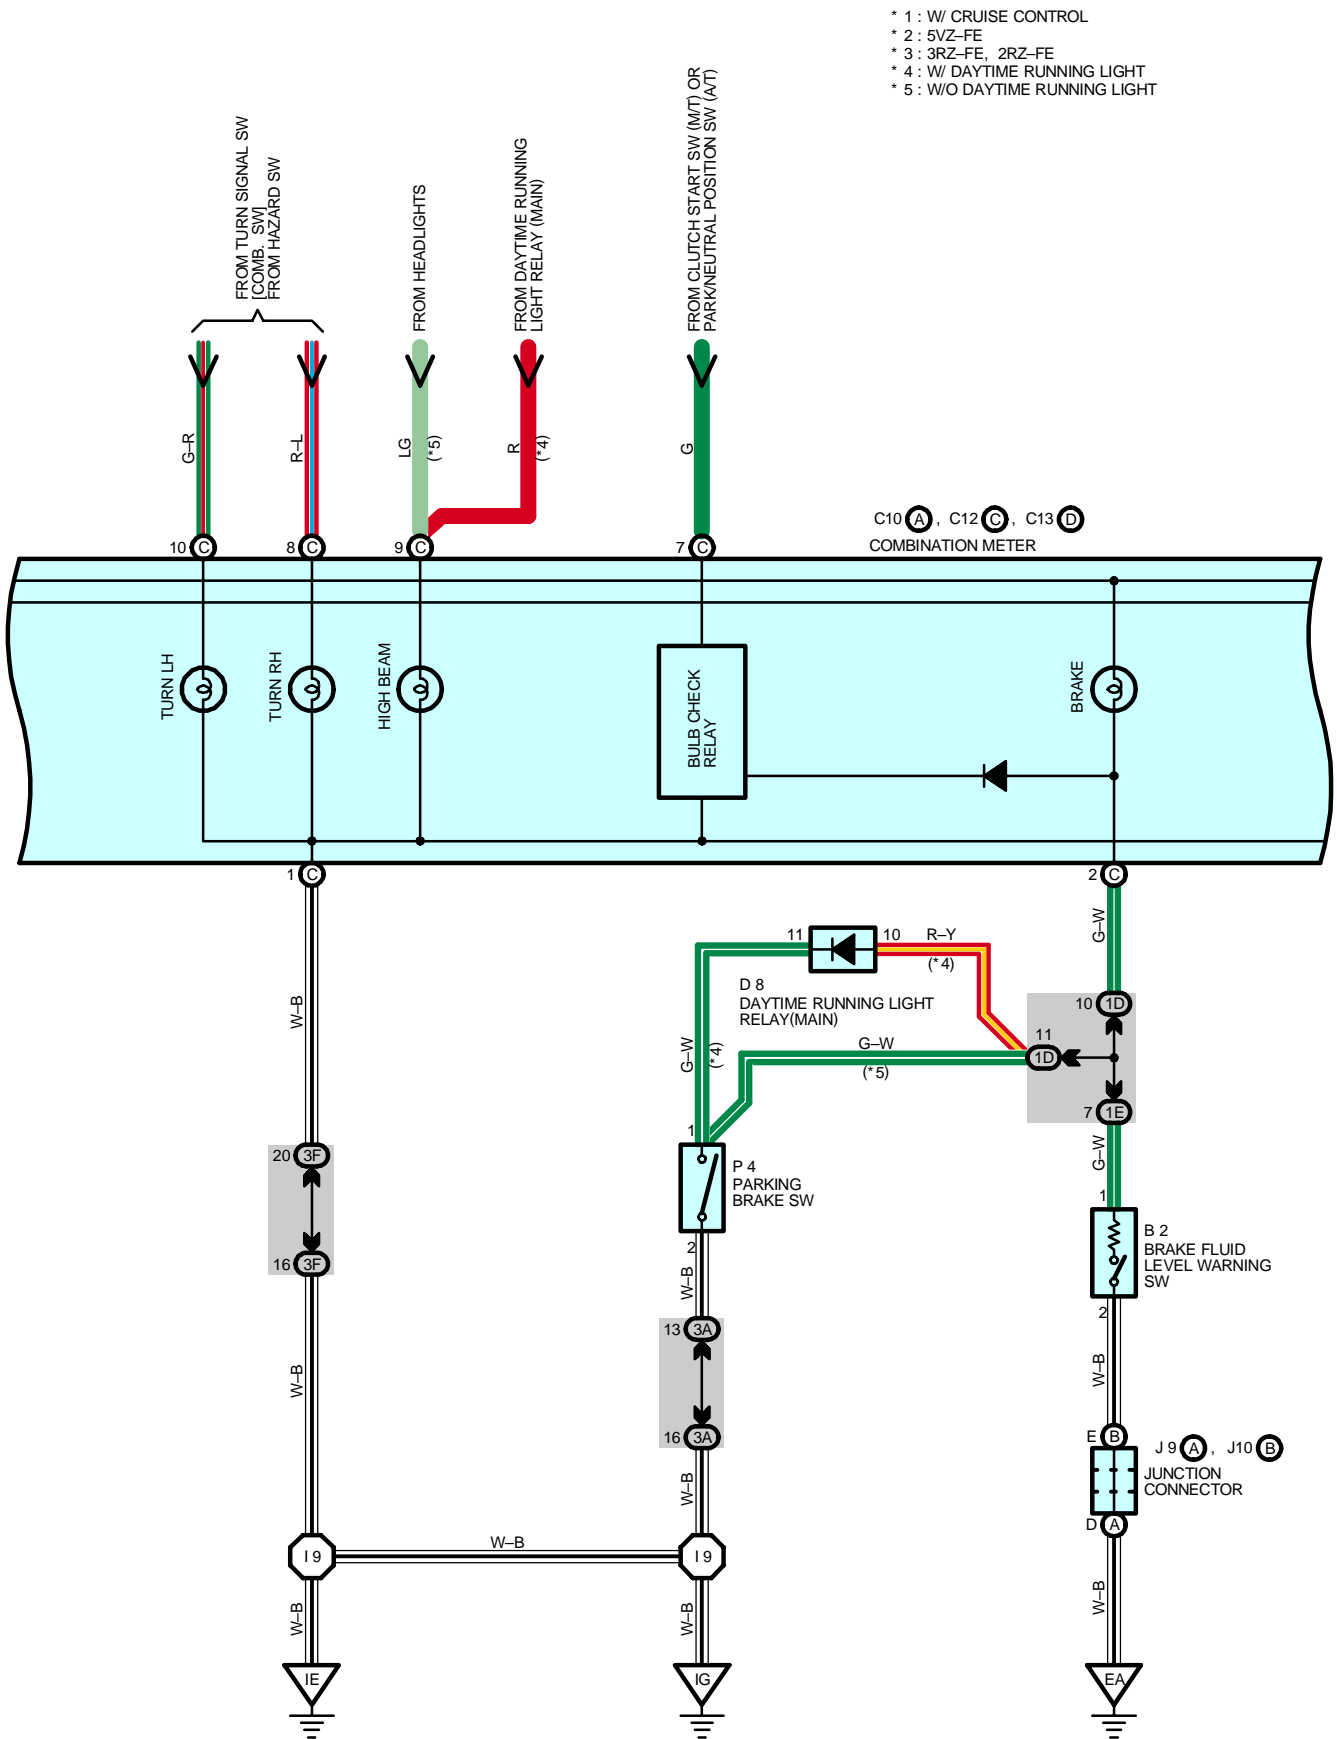 * 1 : W/ CRUISE CONTROL
* 2 : 5VZ–FE
* 3 : 3RZ–FE, 2RZ–FE
* 4 : W/ DAYTIME RUNNING LIGHT
* 5 : W/O DAYTIME RUNNING LIGHT
FROM TURN SIGNAL SW
[COMB. SW]
FROM HAZARD SW
FROM HEADLIGHTS
FROM DAYTIME RUNNING
LIGHT RELAY (MAIN)
FROM CLUTCH START SW (M/T) OR
PARK/NEUTRAL POSITION SW (A/T)
G–R
R–L
LG
(*5)
R
(*4)
G
C10 A , C12 C , C13 D
COMBINATION METER
10 C
8 C
9 C
7 C
TURN LH
TURN RH
HIGH BEAM
BULB CHECK
RELAY
BRAKE
1 C
2 C
G–W
11
10
R–Y
(*4)
D 8
DAYTIME RUNNING LIGHT
RELAY(MAIN)
W–B
10 1D
11
1D
G–W
(*5)
G–W
(*4)
7 1E
1
G–W
20 3F
P 4
PARKING
BRAKE SW
1
B 2
BRAKE FLUID
LEVEL WARNING
SW
2
16 3F
W–B
2
13 3A
W–B
W–B
16 3A
E B
J 9 A , J10 B
JUNCTION
CONNECTOR
W–B
D A
I 9
W–B
I 9
W–B
W–B
W–B
IE
IG
EA